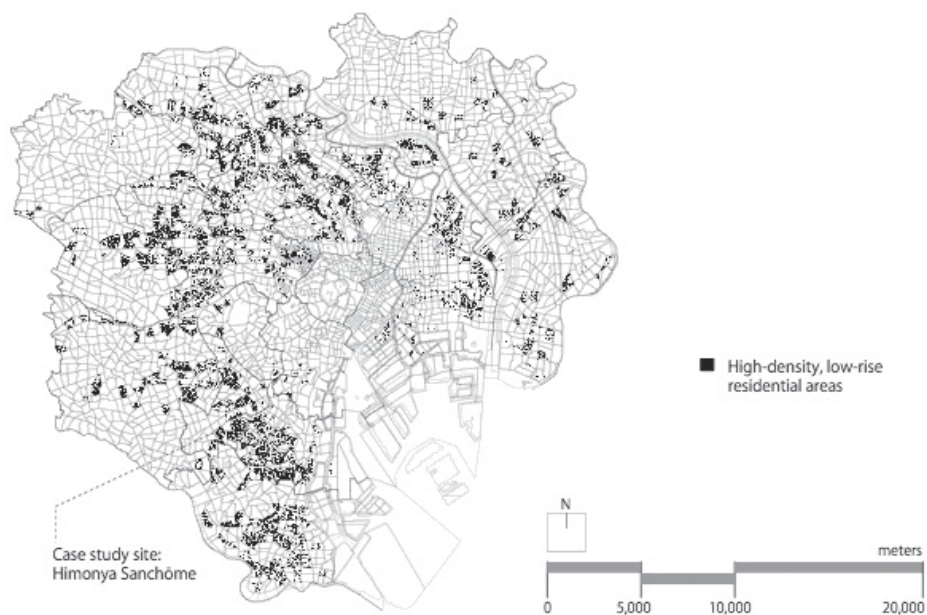 High-density, low-rise
residential areas
Case study site:
Himonya Sanchōme
N
meters
0 5,000 10,000 20,000